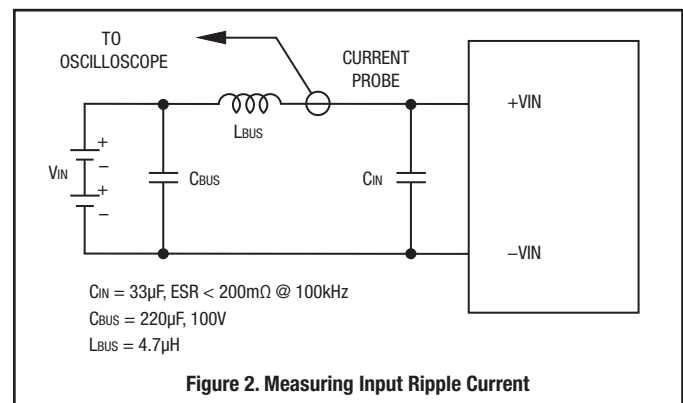 TO
OSCILLOSCOPE
CURRENT
PROBE
+VIN
LBUS
+
VIN
–
+
–
CBUS
CIN
–VIN
CIN = 33µF, ESR < 200mΩ @ 100kHz
CBUS = 220µF, 100V
LBUS = 4.7µH
Figure 2. Measuring Input Ripple Current